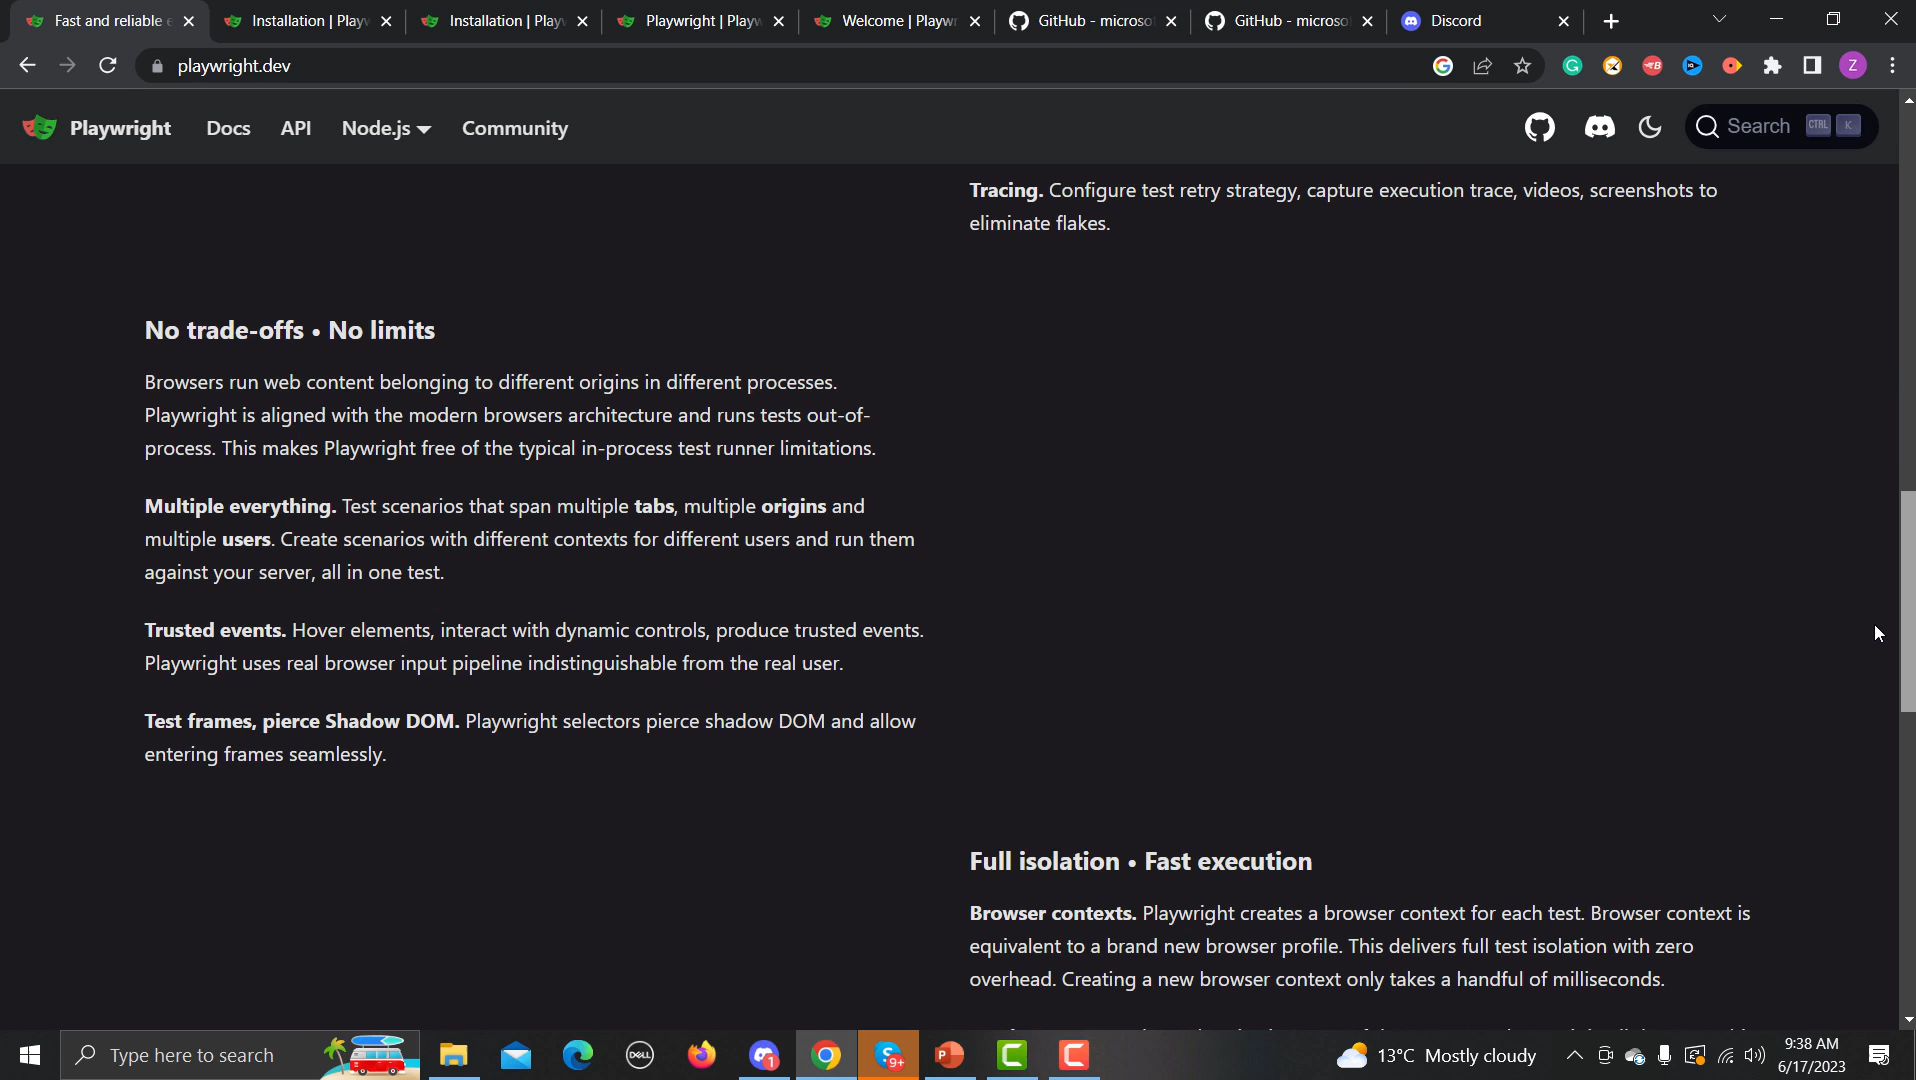 Fast and reliable e
Installation | Playw
Installation | Playw
Playwright | Playw
Welcome | Playwr
GitHub - microsof
GitHub - microsof
Discord
playwright.dev
Z
Playwright
Docs
API
Node.js
Community
Search
CTRL
K
Tracing. Configure test retry strategy, capture execution trace, videos, screenshots to
eliminate flakes.
No trade-offs • No limits
Browsers run web content belonging to different origins in different processes.
Playwright is aligned with the modern browsers architecture and runs tests out-of-
process. This makes Playwright free of the typical in-process test runner limitations.
Multiple everything. Test scenarios that span multiple tabs, multiple origins and
multiple users. Create scenarios with different contexts for different users and run them
against your server, all in one test.
Trusted events. Hover elements, interact with dynamic controls, produce trusted events.
Playwright uses real browser input pipeline indistinguishable from the real user.
Test frames, pierce Shadow DOM. Playwright selectors pierce shadow DOM and allow
entering frames seamlessly.
Full isolation • Fast execution
Browser contexts. Playwright creates a browser context for each test. Browser context is
equivalent to a brand new browser profile. This delivers full test isolation with zero
overhead. Creating a new browser context only takes a handful of milliseconds.
Type here to search
DELL
1
9+
13°C Mostly cloudy
9:38 AM
6/17/2023